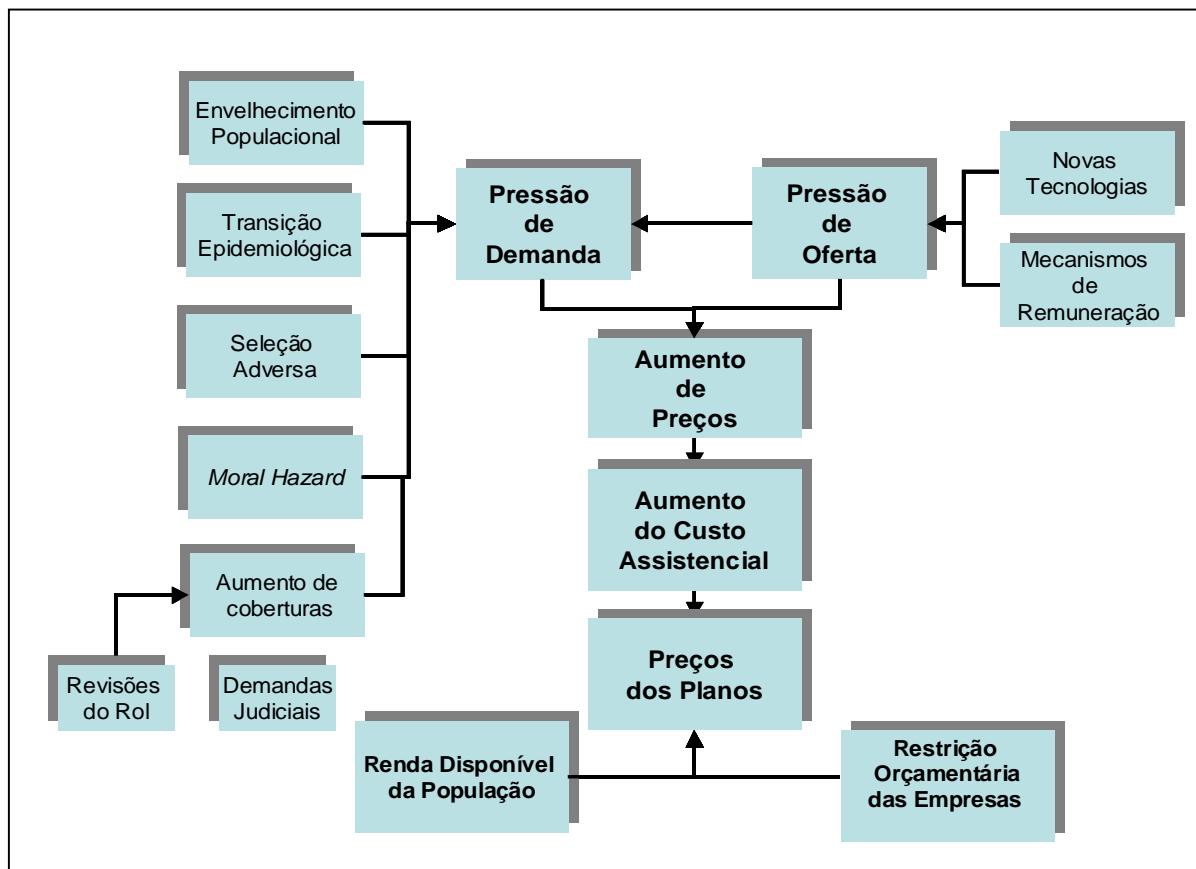 Envelhecimento
Populacional
Transição
Epidemiológica
Seleção
Adversa
Moral Hazard
Aumento de
coberturas
Revisões
do Rol
Demandas
Judiciais
Pressão
de
Demanda
Pressão
de
Oferta
Novas
Tecnologias
Mecanismos
de
Remuneração
Aumento
de
Preços
Aumento
do Custo
Assistencial
Preços
dos Planos
Renda Disponível
da População
Restrição
Orçamentária
das Empresas